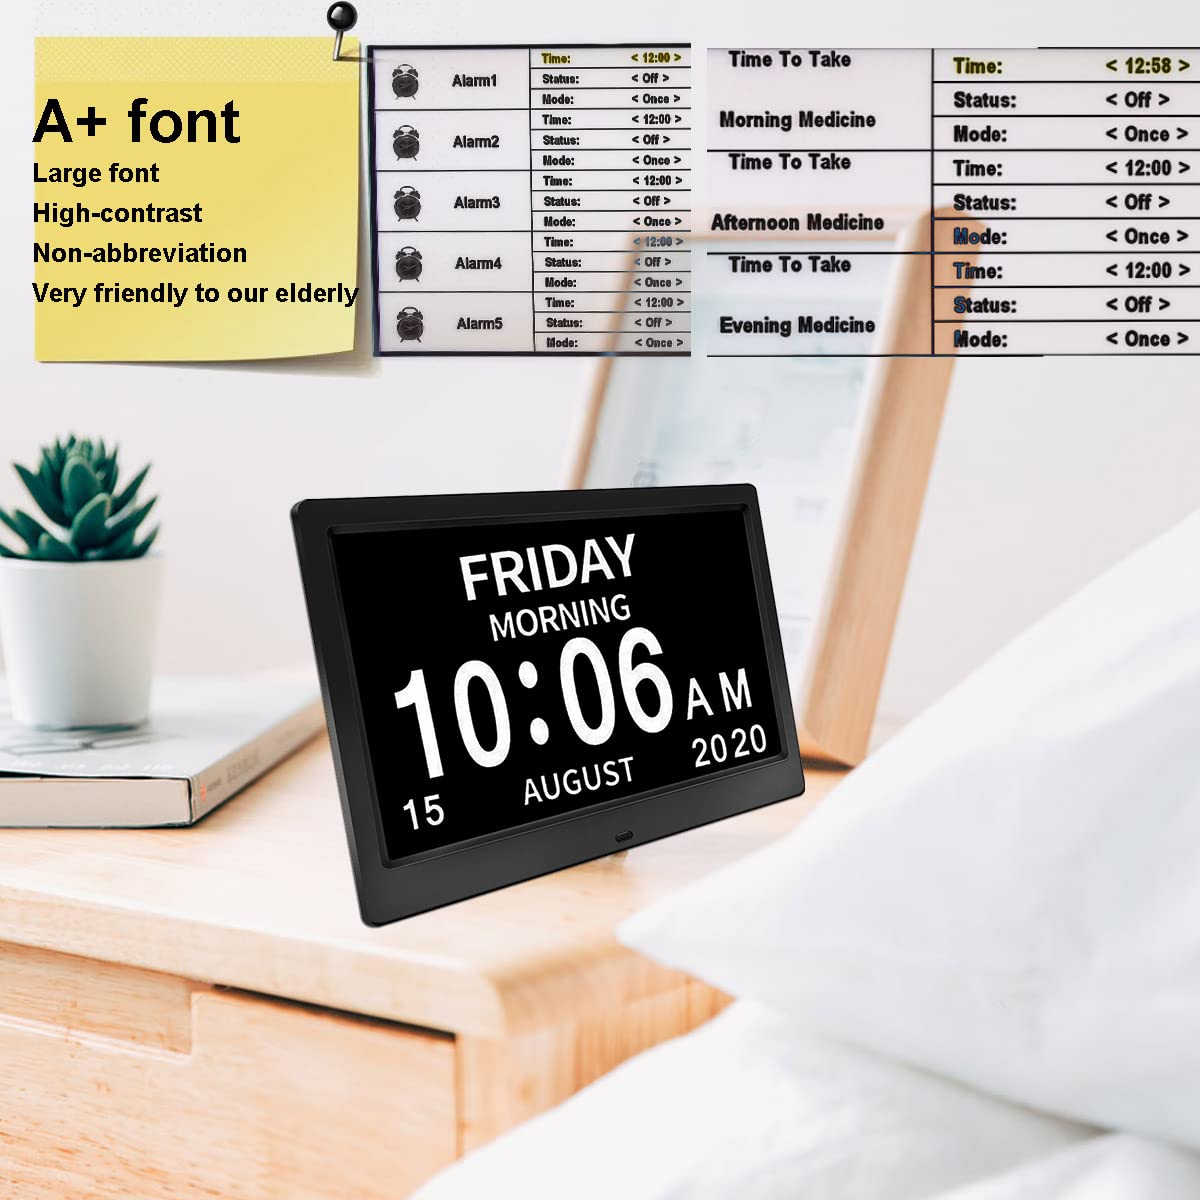 A+ font
Large font
High-contrast
Non-abbreviation
Very friendly to our elderly
Alarm1
Time: < 12:00 >
Status: < Off >
Mode: < Once >
Alarm2
Time: < 12:00 >
Status: < Off >
Mode: < Once >
Alarm3
Time: < 12:00 >
Status: < Off >
Mode: < Once >
Alarm4
Time: < 12:00 >
Status: < Off >
Mode: < Once >
Alarm5
Time: < 12:00 >
Status: < Off >
Mode: < Once >
Time To Take
Morning Medicine
Time: < 12:58 >
Status: < Off >
Mode: < Once >
Time To Take
Afternoon Medicine
Time: < 12:00 >
Status: < Off >
Mode: < Once >
Time To Take
Evening Medicine
Time: < 12:00 >
Status: < Off >
Mode: < Once >
FRIDAY
MORNING
10:06 AM
15 AUGUST 2020